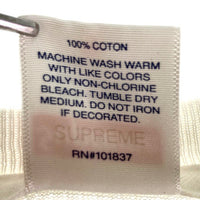 100% COTON
MACHINE WASH WARM
WITH LIKE COLORS
ONLY NON-CHLORINE
BLEACH. TUMBLE DRY
MEDIUM. DO NOT IRON
IF DECORATED.
SUPREME
RN#101837